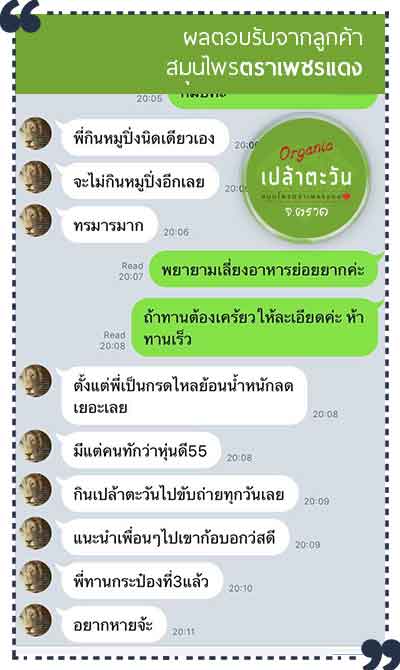 ผลตอบรับจากลูกค้า
สมุนไพรตราเพชรแดง
20:05
พี่กินหมูปิ่งนิดเดียวเอง
จะไม่กินหมูปิ่งอีกเลย
ทรมารมาก
20:06
Organic
เปล้าตะวัน
สมุนไพรตราเพชรแดง
จ.ตราด
Read
20:07
พยายามเลี่ยงอาหารย่อยยากค่ะ
Read
20:08
ถ้าทานต้องเคร้ยวให้ละเอียดค่ะ ห้า
ทานเร็ว
ตั้งแต่พี่เป็นกรดไหลย้อนน้ำหนักลด
เยอะเลย
20:08
มีแต่คนทักว่าหุ่นดี55
20:08
กินเปล้าตะวันไปขับถ่ายทุกวันเลย
20:09
แนะนำเพื่อนๆไปเขาก้อบอกว่สดี
20:09
พี่ทานกระป๋องที่3แล้ว
20:10
อยากหายจ้ะ
20:11